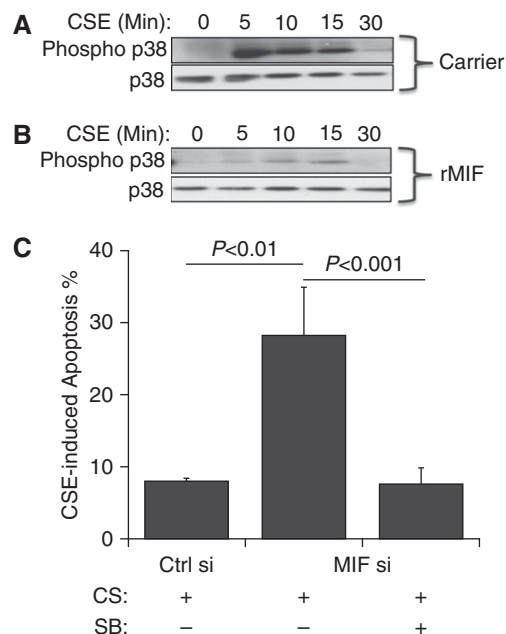 A
CSE (Min): 0 5 10 15 30
Phospho p38
p38
Carrier
B
CSE (Min): 0 5 10 15 30
Phospho p38
p38
rMIF
C
CSE-induced Apoptosis %
40
30
20
10
0
P<0.01
P<0.001
Ctrl si MIF si
CS: + + +
SB: – – +